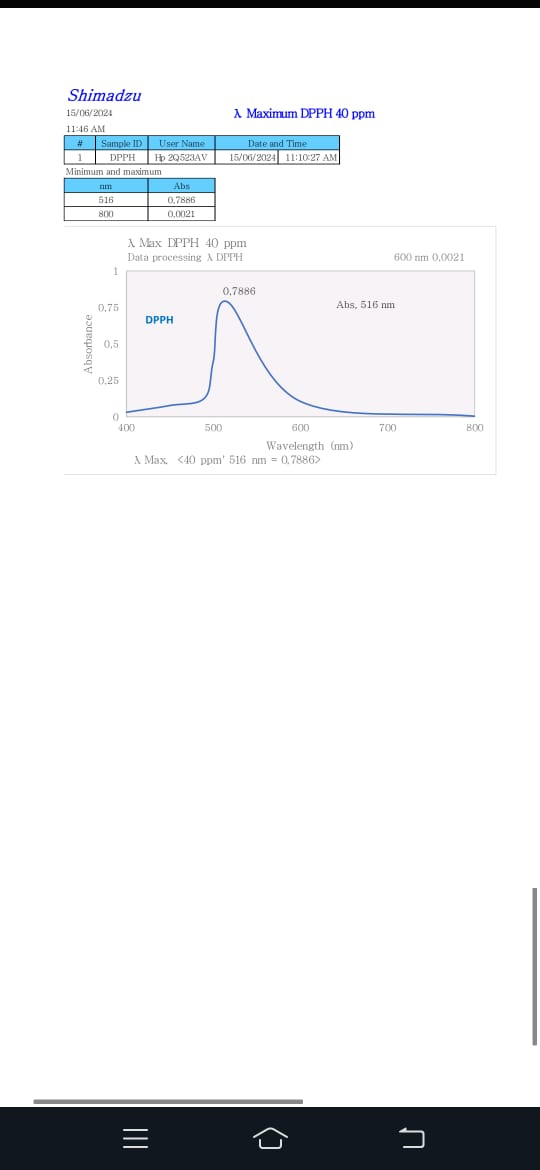 Shimadzu
15/06/2024
λ Maximum DPPH 40 ppm
11:46 AM
# Sample ID User Name Date and Time
1 DPPH Hp 2Q523AV 15/06/2024 11:10:27 AM
Minimum and maximum
nm Abs
516 0,7886
800 0,0021
λ Max DPPH 40 ppm
Data processing λ DPPH 600 nm 0,0021
1
0,7886
0,75
Abs, 516 nm
DPPH
Absorbance
0,5
0,25
0
400 500 600 700 800
Wavelength (nm)
λ Max, <40 ppm' 516 nm = 0,7886>